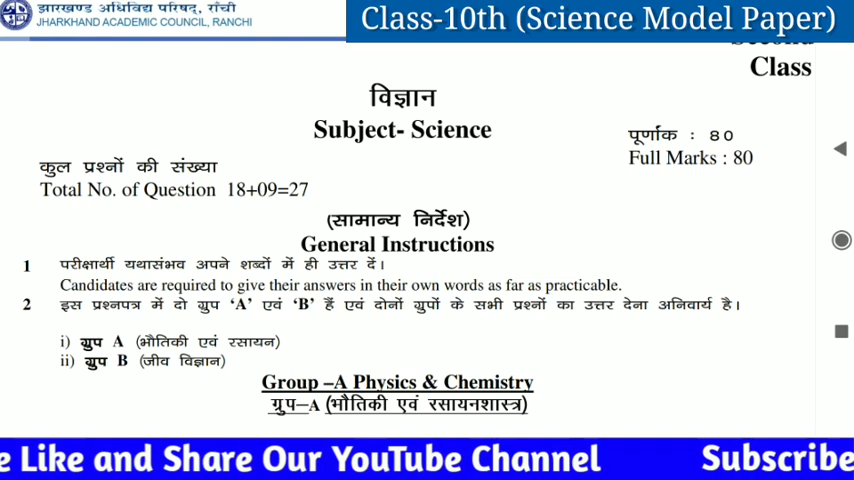 झारखण्ड अधिविद्य परिषद्, राँची
JHARKHAND ACADEMIC COUNCIL, RANCHI
Class-10th (Science Model Paper)
Class
विज्ञान
Subject- Science
पूर्णांक : ८०
Full Marks : 80
कुल प्रश्नों की संख्या
Total No. of Question 18+09=27
(सामान्य निर्देश)
General Instructions
1 परीक्षार्थी यथासंभव अपने शब्दों में ही उत्तर दें।
Candidates are required to give their answers in their own words as far as practicable.
2 इस प्रश्नपत्र में दो ग्रुप ‘A’ एवं ‘B’ हैं एवं दोनों ग्रुपों के सभी प्रश्नों का उत्तर देना अनिवार्य है।
i) ग्रुप A (भौतिकी एवं रसायन)
ii) ग्रुप B (जीव विज्ञान)
Group –A Physics & Chemistry
ग्रुप–A (भौतिकी एवं रसायनशास्त्र)
e Like and Share Our YouTube Channel Subscribe